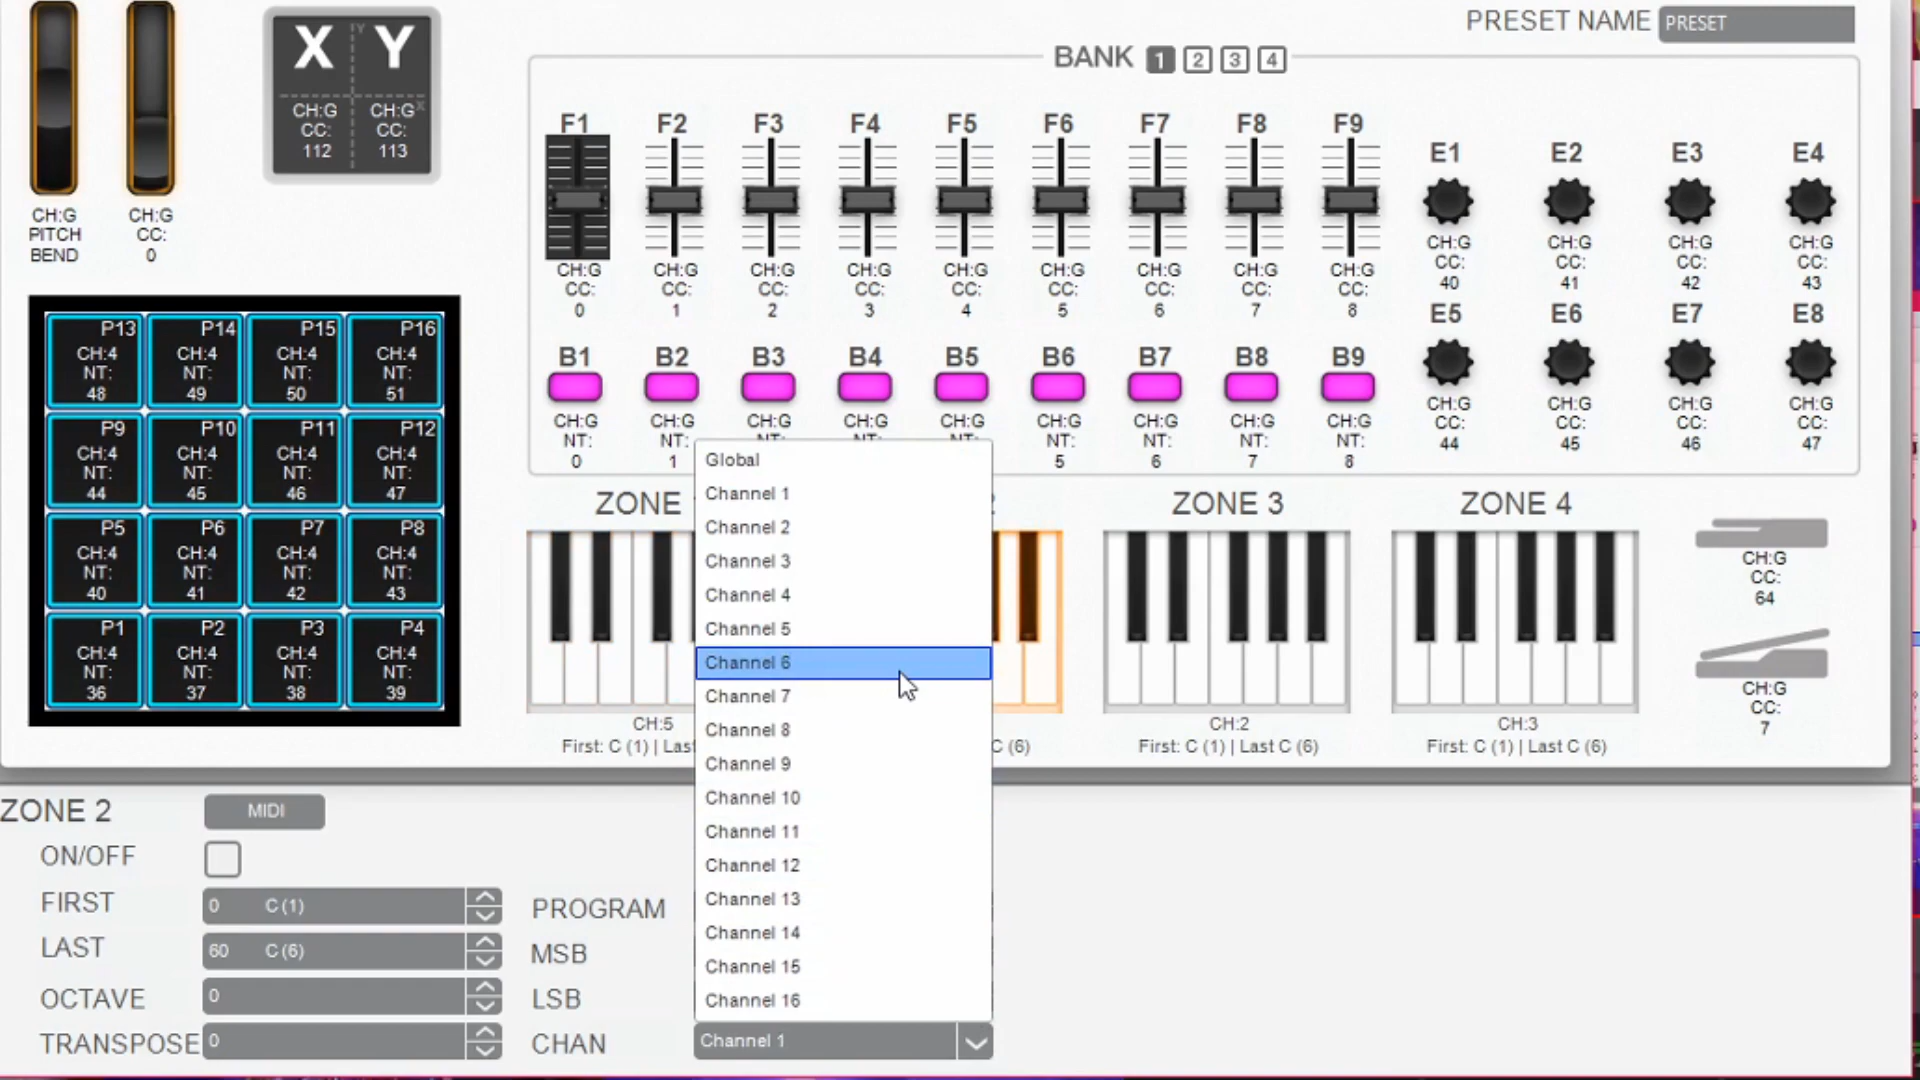 PRESET NAME PRESET
BANK 1 2 3 4
X Y
Y
X
CH:G CH:G
CC: CC:
112 113
CH:G CH:G
PITCH CC:
BEND 0
F1 F2 F3 F4 F5 F6 F7 F8 F9
CH:G CH:G CH:G CH:G CH:G CH:G CH:G CH:G CH:G
CC: CC: CC: CC: CC: CC: CC: CC: CC:
0 1 2 3 4 5 6 7 8
E1 E2 E3 E4
CH:G CH:G CH:G CH:G
CC: CC: CC: CC:
40 41 42 43
E5 E6 E7 E8
CH:G CH:G CH:G CH:G
CC: CC: CC: CC:
44 45 46 47
B1 B2 B3 B4 B5 B6 B7 B8 B9
CH:G CH:G CH:G CH:G CH:G CH:G CH:G CH:G CH:G
NT: NT: NT: NT: NT: NT: NT: NT: NT:
0 1 5 6 7 8
P13 P14 P15 P16
CH:4 CH:4 CH:4 CH:4
NT: NT: NT: NT:
48 49 50 51
P9 P10 P11 P12
CH:4 CH:4 CH:4 CH:4
NT: NT: NT: NT:
44 45 46 47
P5 P6 P7 P8
CH:4 CH:4 CH:4 CH:4
NT: NT: NT: NT:
40 41 42 43
P1 P2 P3 P4
CH:4 CH:4 CH:4 CH:4
NT: NT: NT: NT:
36 37 38 39
ZONE ZONE 3 ZONE 4
CH:5 CH:2 CH:3
First: C (1) | Last C (6) First: C (1) | Last C (6) First: C (1) | Last C (6)
CH:G
CC:
64
CH:G
CC:
7
Global
Channel 1
Channel 2
Channel 3
Channel 4
Channel 5
Channel 6
Channel 7
Channel 8
Channel 9
Channel 10
Channel 11
Channel 12
Channel 13
Channel 14
Channel 15
Channel 16
ZONE 2 MIDI
ON/OFF
FIRST 0 C (1)
LAST 60 C (6)
OCTAVE 0
TRANSPOSE 0
PROGRAM
MSB
LSB
CHAN Channel 1